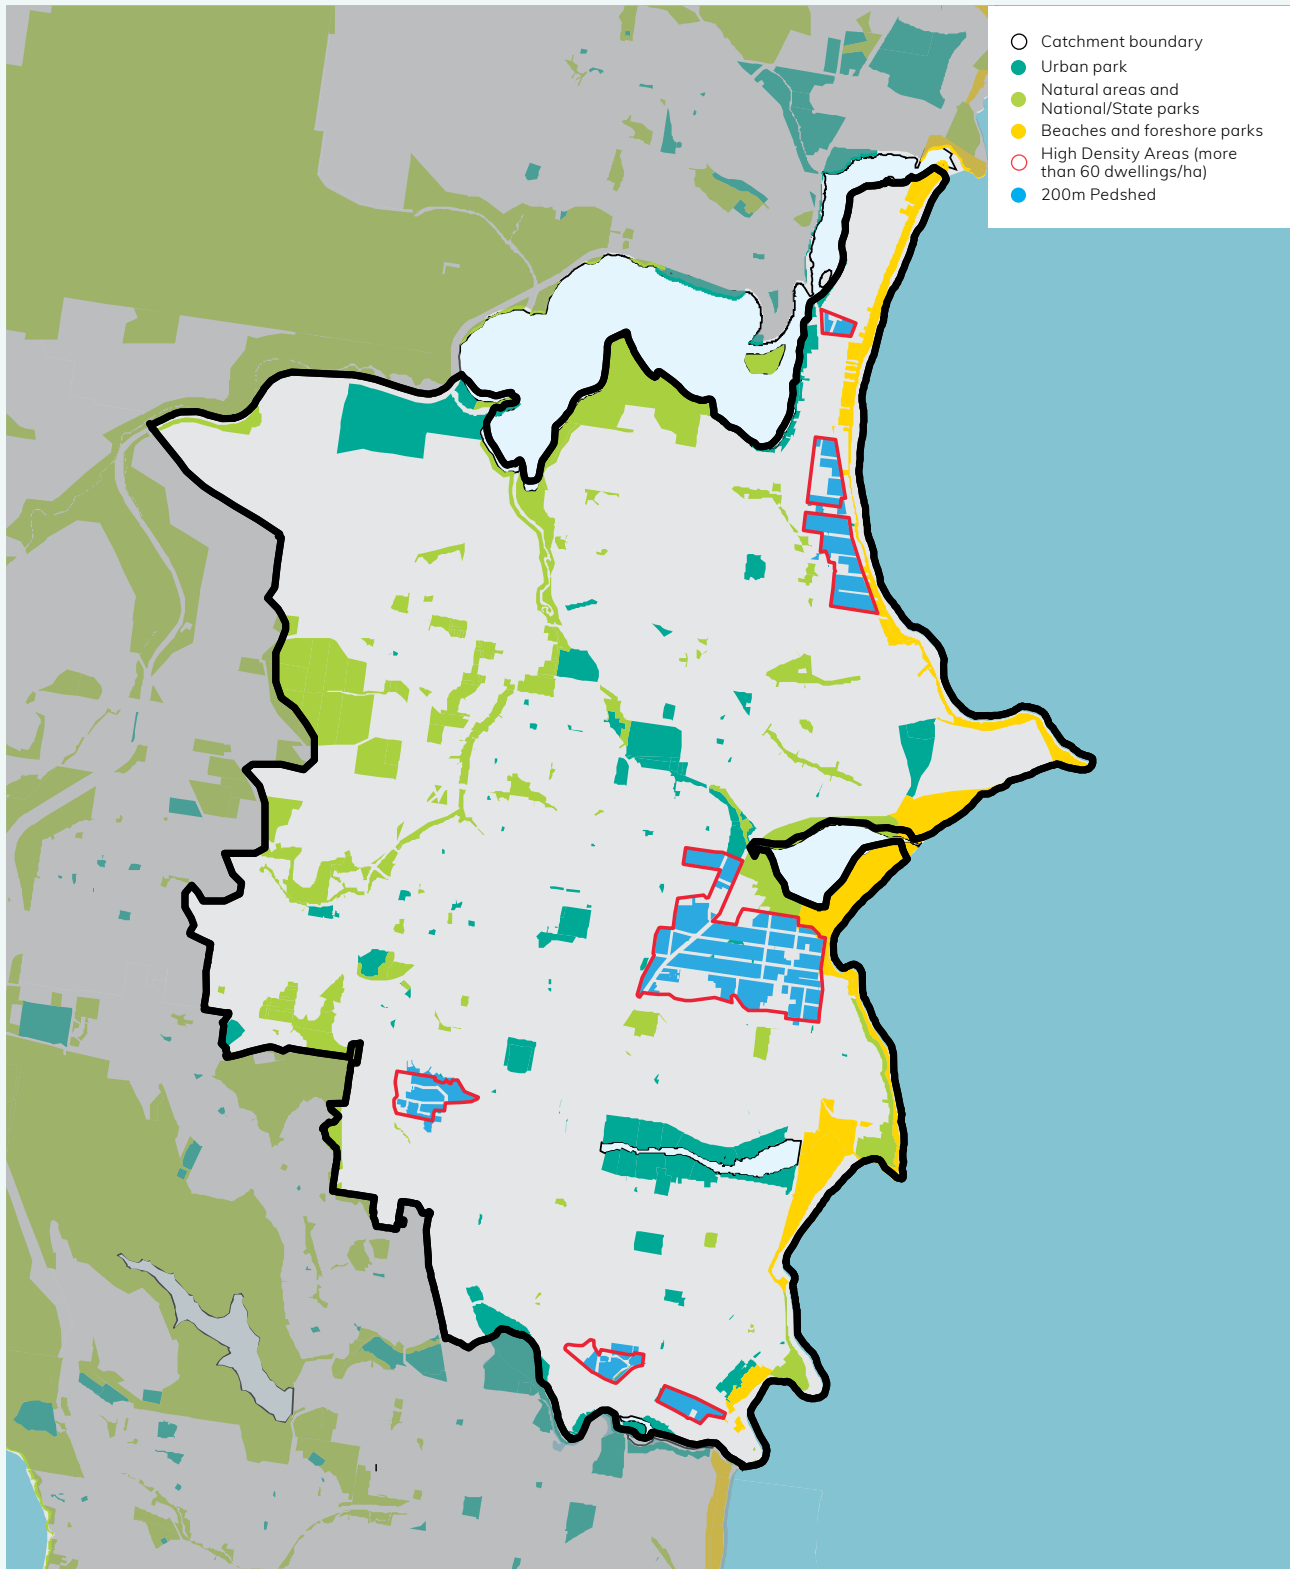 Catchment boundary
Urban park
Natural areas and
National/State parks
Beaches and foreshore parks
High Density Areas (more
than 60 dwellings/ha)
200m Pedshed